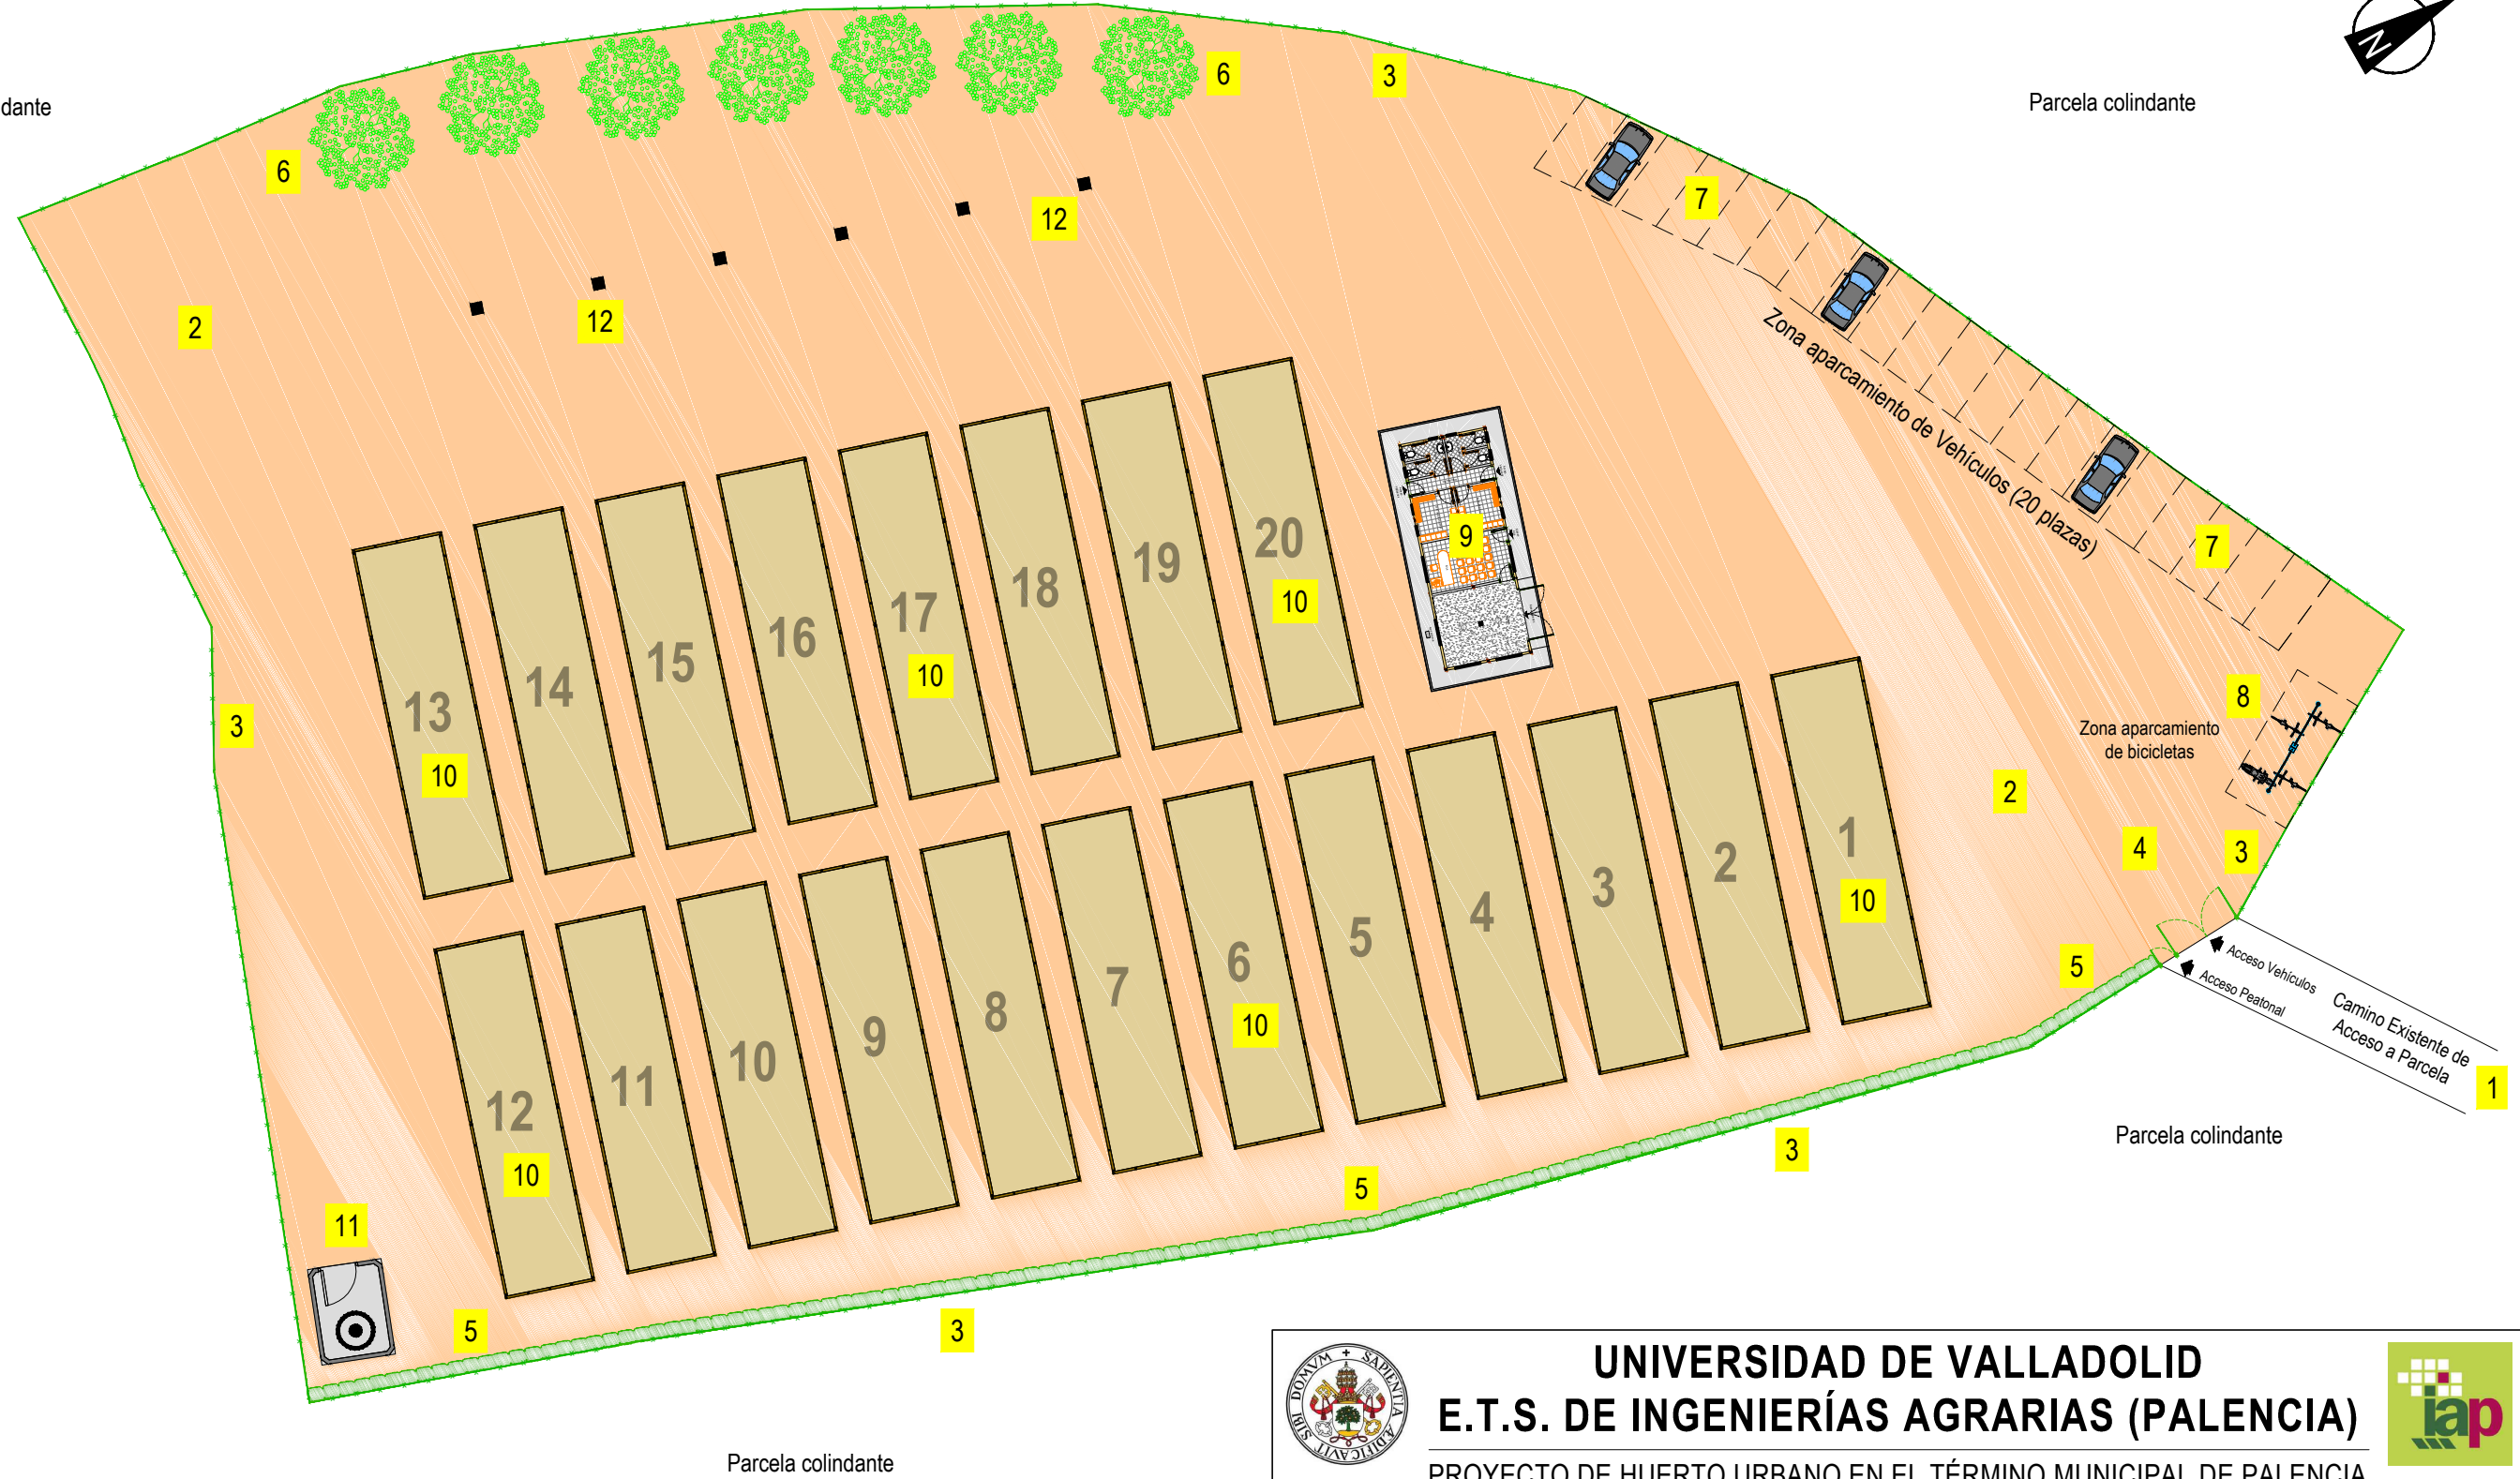 N
dante
Parcela colindante
6
3
6
7
12
2
12
Zona aparcamiento de Vehículos (20 plazas)
7
9
20
10
19
18
17
10
16
15
14
13
10
3
8
Zona aparcamiento
de bicicletas
2
4
3
1
10
2
3
4
5
6
10
7
8
9
10
11
12
10
5
Acceso Vehículos
Acceso Peatonal
Camino Existente de
Acceso a Parcela
1
Parcela colindante
3
5
11
5
3
Parcela colindante
SIBI DOMVM + SAPIENTIA ÆDIFICAVIT
UNIVERSIDAD DE VALLADOLID
E.T.S. DE INGENIERÍAS AGRARIAS (PALENCIA)
iap
PROYECTO DE HUERTO URBANO EN EL TÉRMINO MUNICIPAL DE PALENCIA